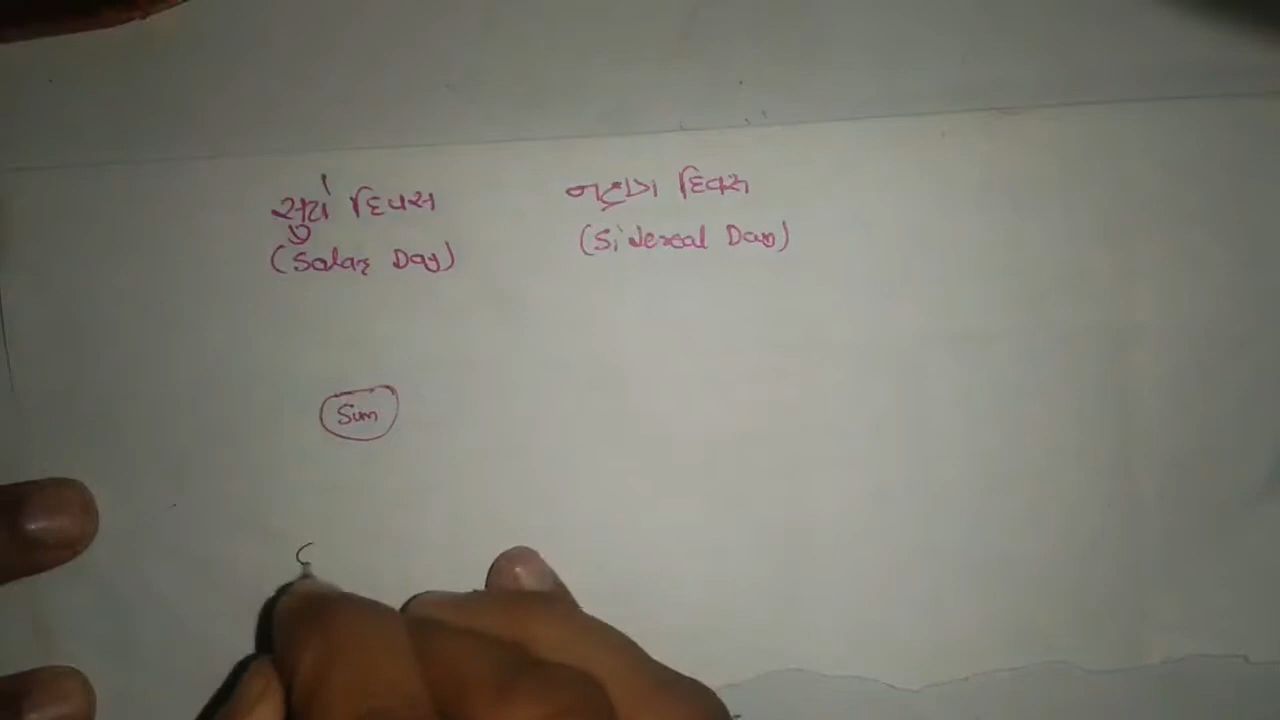 સુર્ય દિવસ
(Solar Day)
નક્ષત્ર દિવસ
(Sidereal Day)
Sun